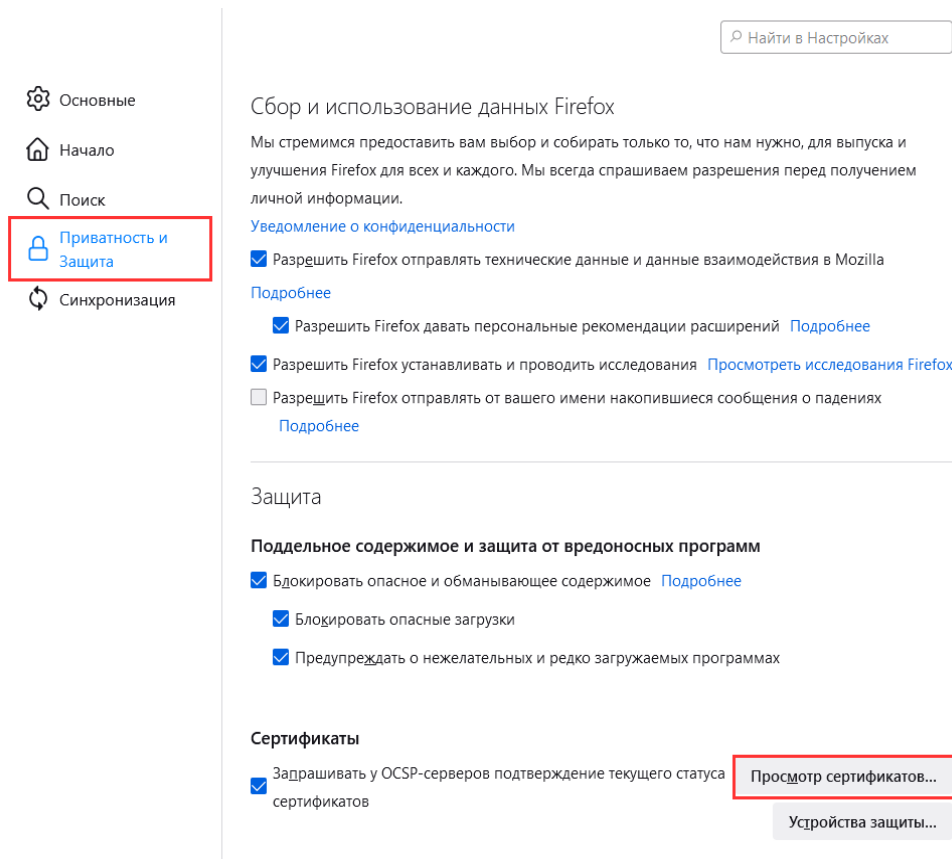 Найти в Настройках
Основные
Начало
Поиск
Приватность и
Защита
Синхронизация
Сбор и использование данных Firefox
Мы стремимся предоставить вам выбор и собирать только то, что нам нужно, для выпуска и
улучшения Firefox для всех и каждого. Мы всегда спрашиваем разрешения перед получением
личной информации.
Уведомление о конфиденциальности
Разрешить Firefox отправлять технические данные и данные взаимодействия в Mozilla
Подробнее
Разрешить Firefox давать персональные рекомендации расширений Подробнее
Разрешить Firefox устанавливать и проводить исследования Просмотреть исследования Firefox
Разрешить Firefox отправлять от вашего имени накопившиеся сообщения о падениях
Подробнее
Защита
Поддельное содержимое и защита от вредоносных программ
Блокировать опасное и обманывающее содержимое Подробнее
Блокировать опасные загрузки
Предупреждать о нежелательных и редко загружаемых программах
Сертификаты
Запрашивать у OCSP-серверов подтверждение текущего статуса
сертификатов
Просмотр сертификатов...
Устройства защиты...